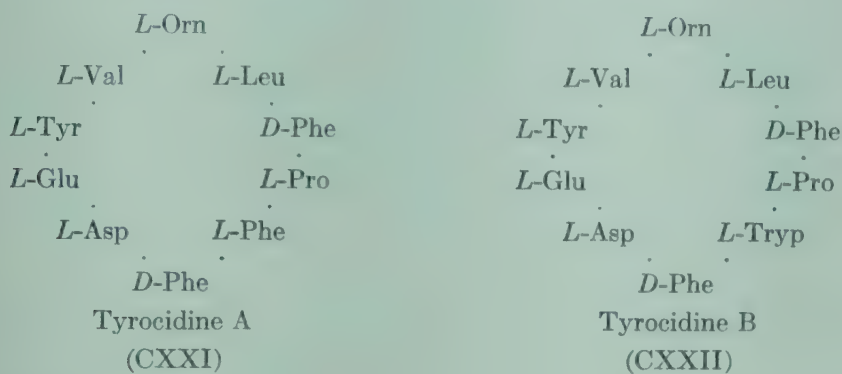 L-Orn L-Orn
L-Val L-Leu L-Val L-Leu
L-Tyr D-Phe L-Tyr D-Phe
L-Glu L-Pro L-Glu L-Pro
L-Asp L-Phe L-Asp L-Tryp
D-Phe D-Phe
Tyrocidine A Tyrocidine B
(CXXI) (CXXII)